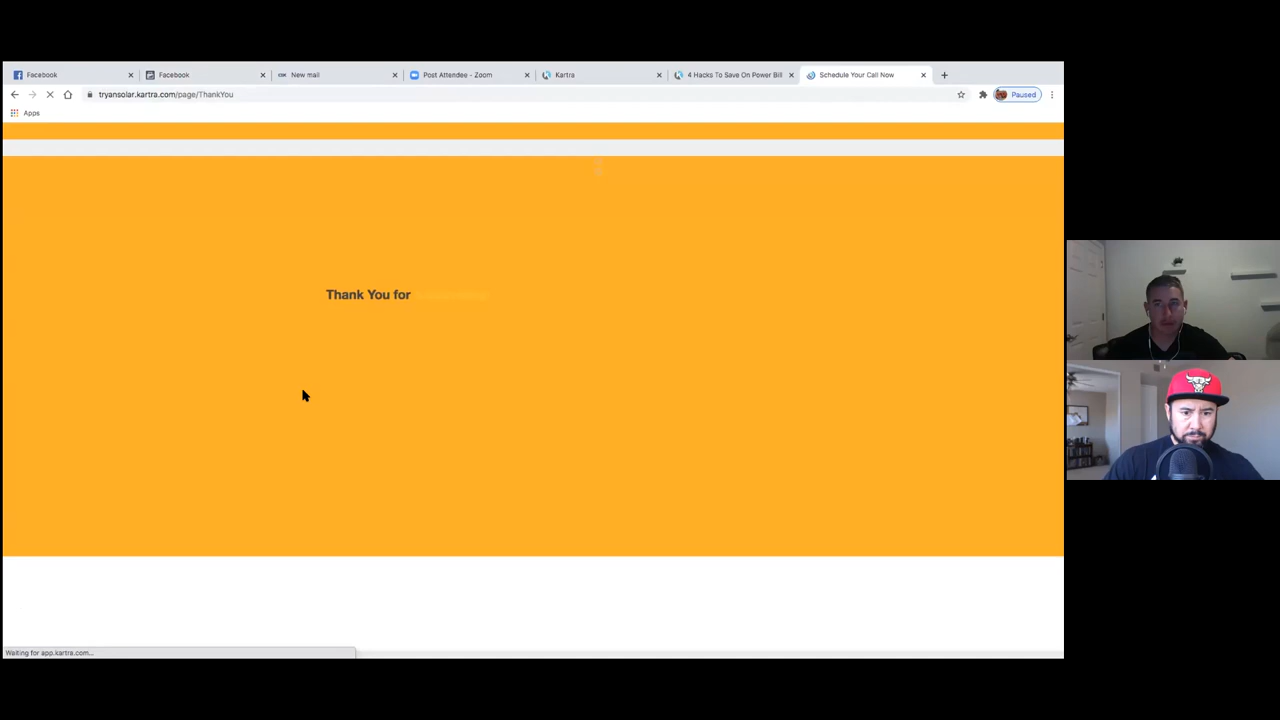 Facebook
Facebook
New mail
Post Attendee - Zoom
Kartra
4 Hacks To Save On Power Bill
Schedule Your Call Now
tryansolar.kartra.com/page/ThankYou
Paused
Apps
Thank You for
Waiting for app.kartra.com...